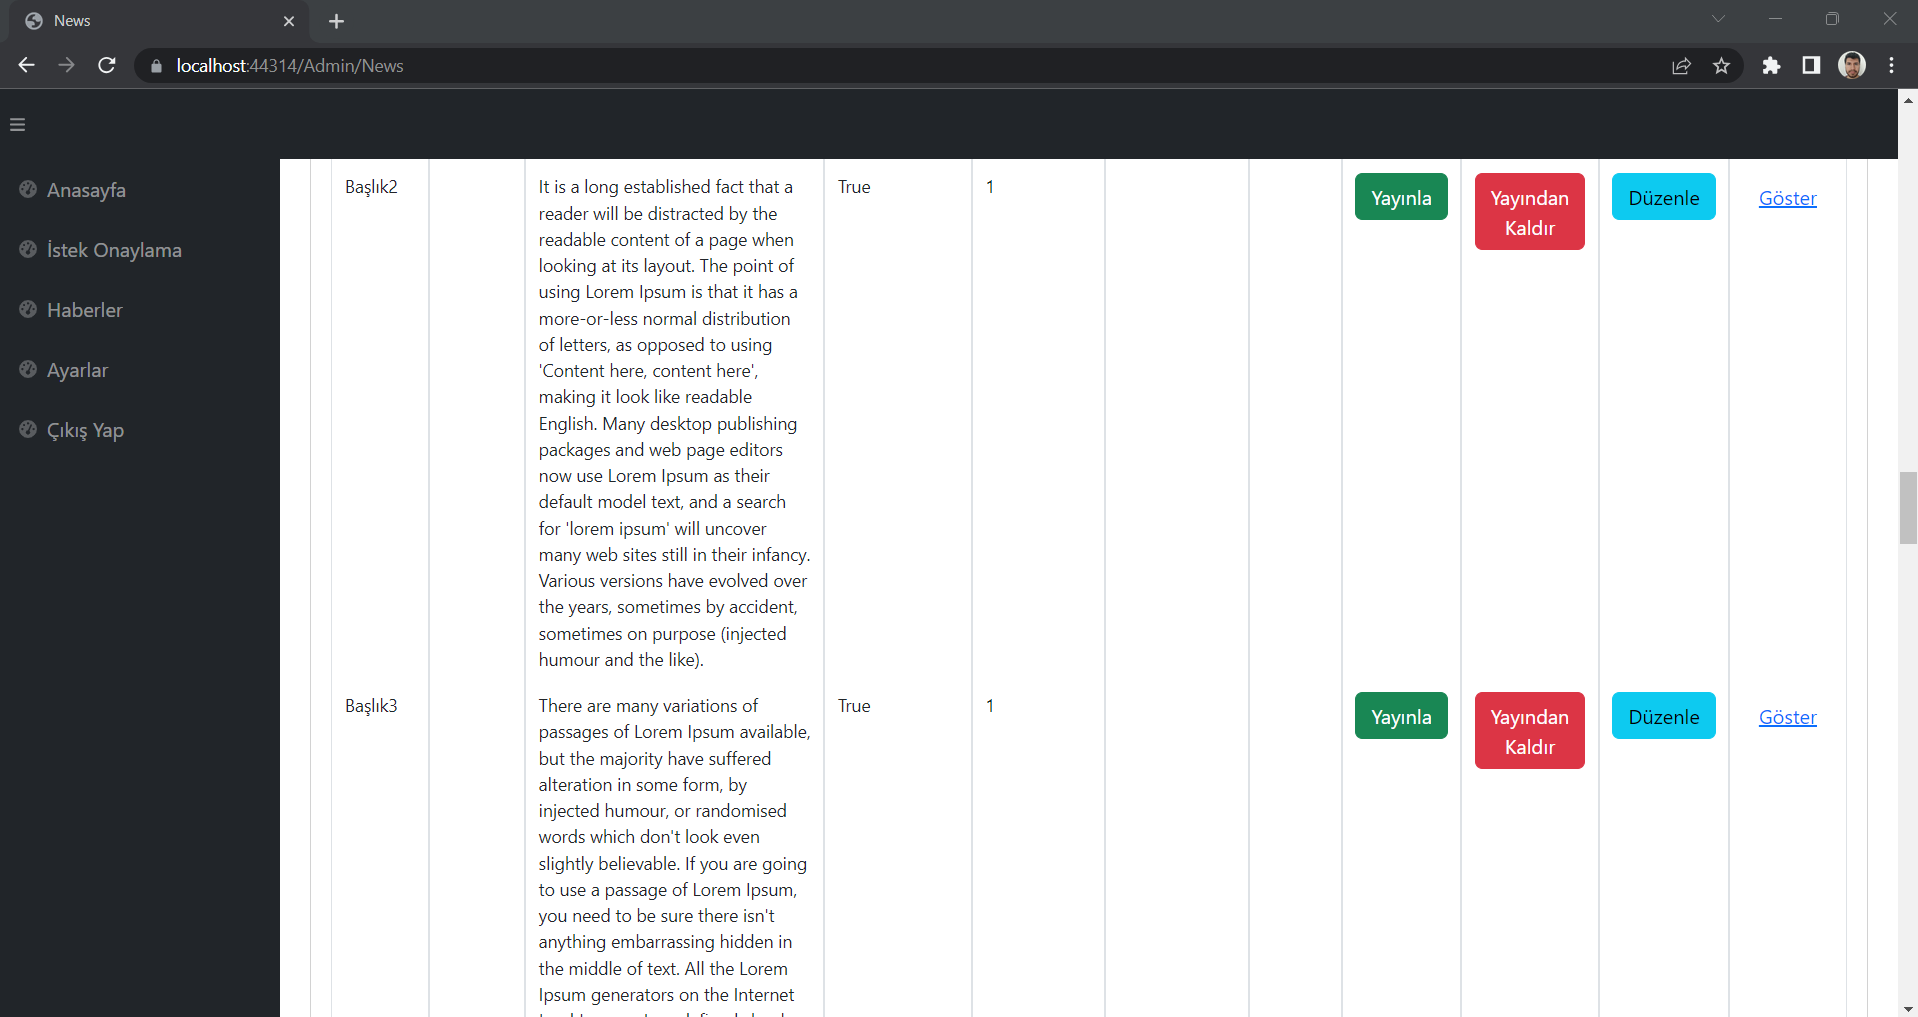 News
localhost:44314/Admin/News
Anasayfa
İstek Onaylama
Haberler
Ayarlar
Çıkış Yap
Başlık2
It is a long established fact that a
reader will be distracted by the
readable content of a page when
looking at its layout. The point of
using Lorem Ipsum is that it has a
more-or-less normal distribution
of letters, as opposed to using
'Content here, content here',
making it look like readable
English. Many desktop publishing
packages and web page editors
now use Lorem Ipsum as their
default model text, and a search
for 'lorem ipsum' will uncover
many web sites still in their infancy.
Various versions have evolved over
the years, sometimes by accident,
sometimes on purpose (injected
humour and the like).
True
1
Yayınla
Yayından
Kaldır
Düzenle
Göster
Başlık3
There are many variations of
passages of Lorem Ipsum available,
but the majority have suffered
alteration in some form, by
injected humour, or randomised
words which don't look even
slightly believable. If you are going
to use a passage of Lorem Ipsum,
you need to be sure there isn't
anything embarrassing hidden in
the middle of text. All the Lorem
Ipsum generators on the Internet
True
1
Yayınla
Yayından
Kaldır
Düzenle
Göster